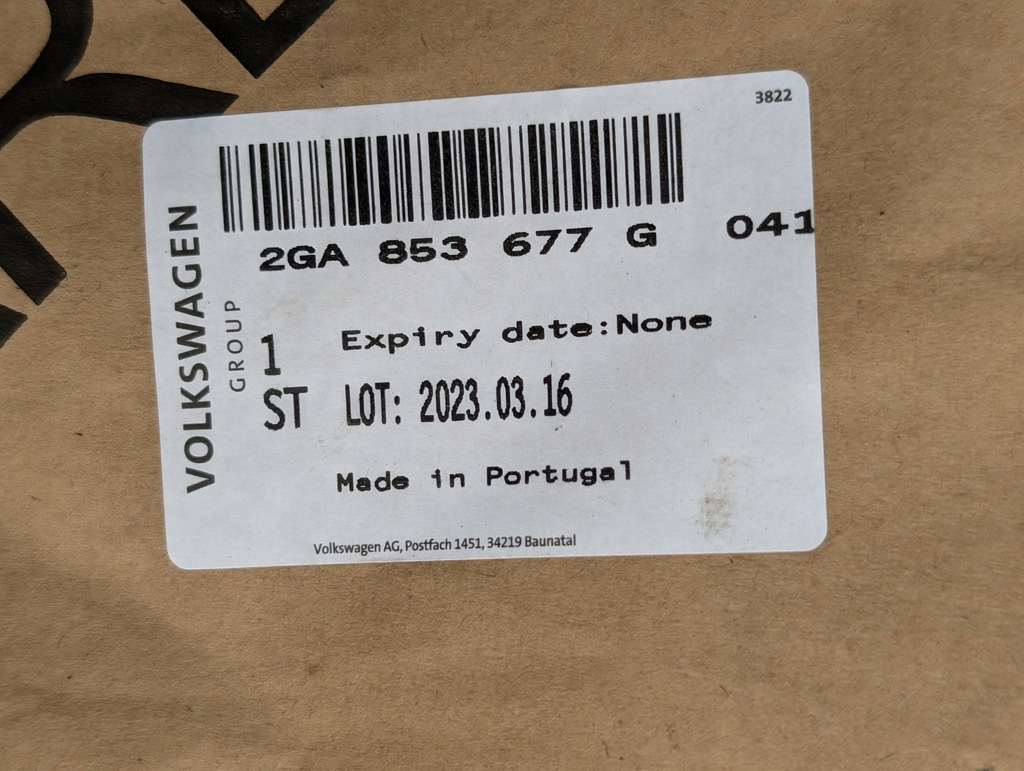 3822
2GA 853 677 G 041
VOLKSWAGEN
GROUP
1 Expiry date:None
ST LOT: 2023.03.16
Made in Portugal
Volkswagen AG, Postfach 1451, 34219 Baunatal